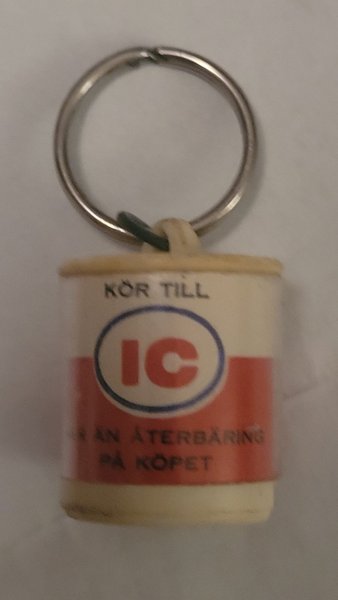 KÖR TILL
IC
ÄN ÅTERBÄRING
PÅ KÖPET